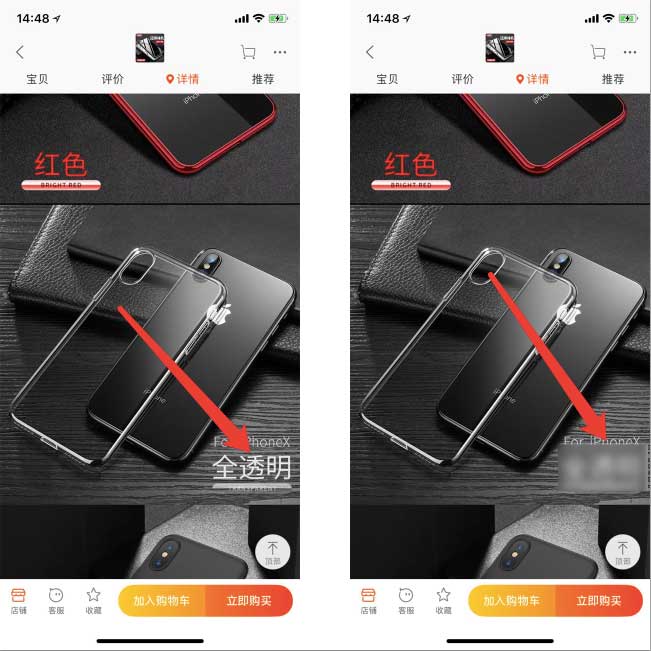 14:48
宝贝 评价 详情 推荐
红色
BRIGHT RED
iPhone
For iPhoneX
全透明
顶部
店铺 客服 收藏 加入购物车 立即购买
14:48
宝贝 评价 详情 推荐
红色
BRIGHT RED
iPhone
For iPhoneX
顶部
店铺 客服 收藏 加入购物车 立即购买